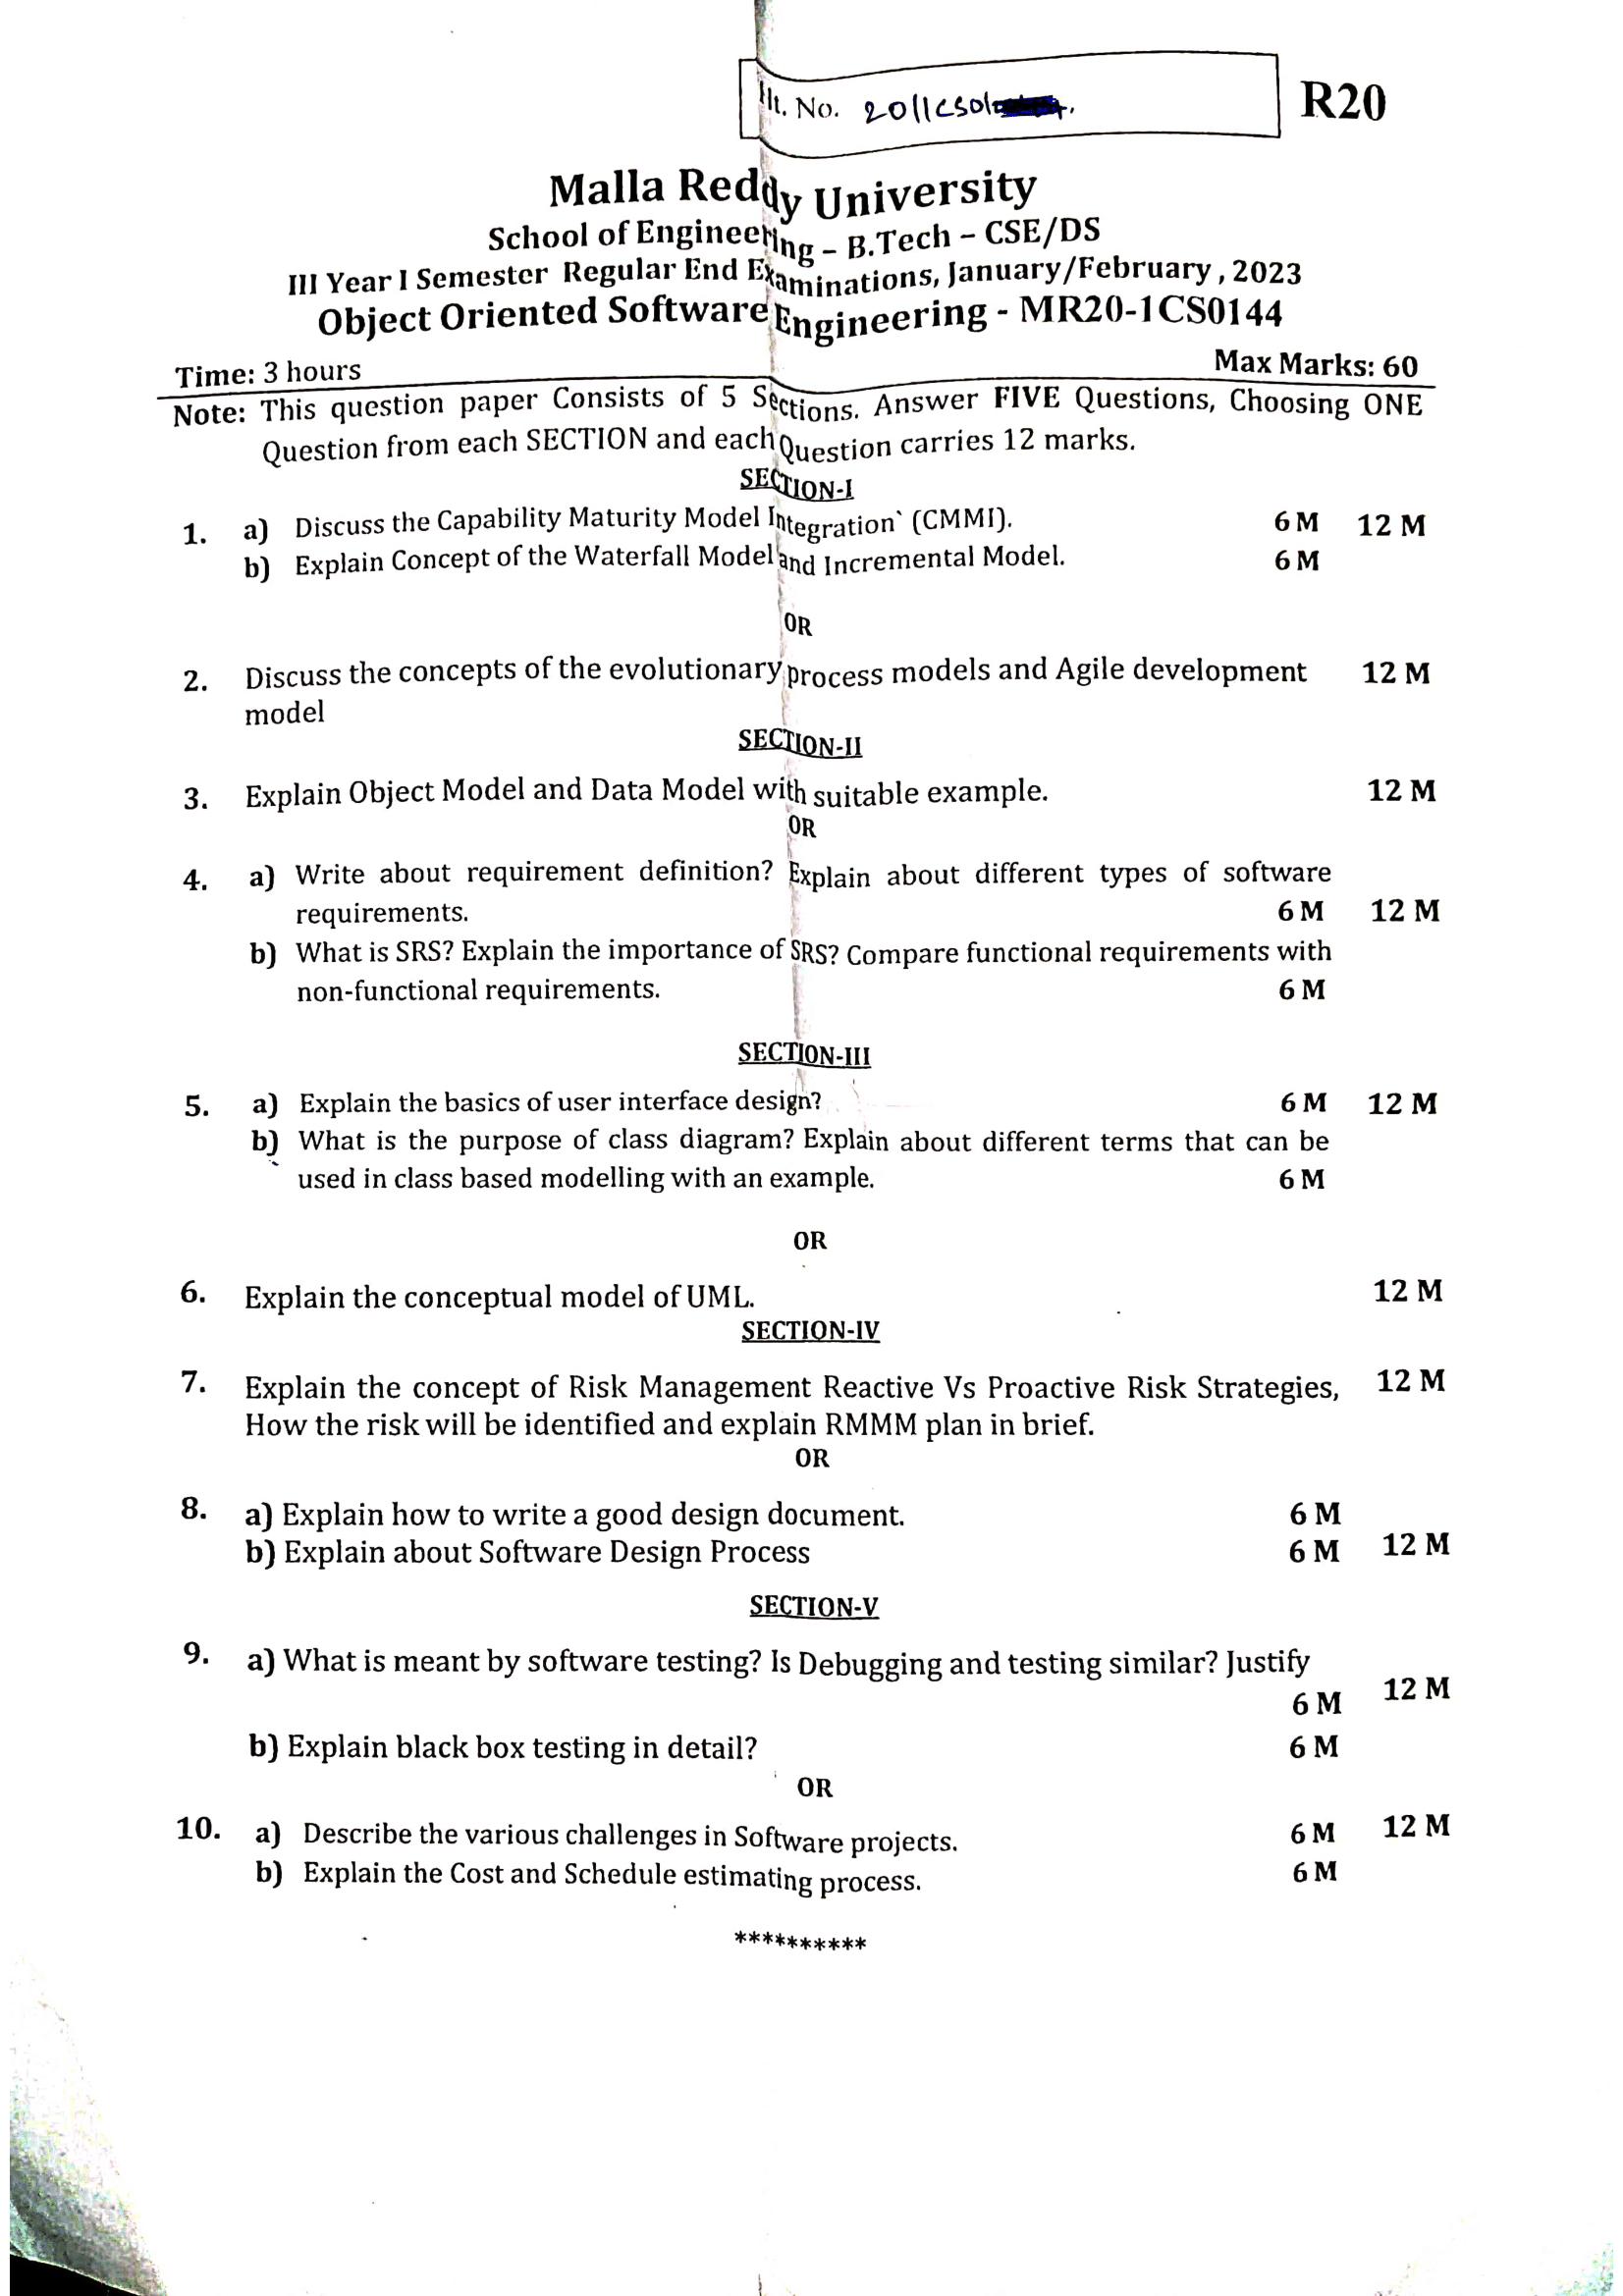 Ht. No. 2011CS01
R20
Malla Reddy University
School of Engineering – B.Tech – CSE/DS
III Year I Semester Regular End Examinations, January/February, 2023
Object Oriented Software Engineering - MR20-1CS0144
Time: 3 hours Max Marks: 60
Note: This question paper Consists of 5 Sections. Answer FIVE Questions, Choosing ONE
Question from each SECTION and each Question carries 12 marks.
SECTION-I
1. a) Discuss the Capability Maturity Model Integration` (CMMI). 6 M 12 M
b) Explain Concept of the Waterfall Model and Incremental Model. 6 M
OR
2. Discuss the concepts of the evolutionary process models and Agile development 12 M
model
SECTION-II
3. Explain Object Model and Data Model with suitable example. 12 M
OR
4. a) Write about requirement definition? Explain about different types of software
requirements. 6 M 12 M
b) What is SRS? Explain the importance of SRS? Compare functional requirements with
non-functional requirements. 6 M
SECTION-III
5. a) Explain the basics of user interface design? 6 M 12 M
b) What is the purpose of class diagram? Explain about different terms that can be
used in class based modelling with an example. 6 M
OR
6. Explain the conceptual model of UML. 12 M
SECTION-IV
7. Explain the concept of Risk Management Reactive Vs Proactive Risk Strategies, 12 M
How the risk will be identified and explain RMMM plan in brief.
OR
8. a) Explain how to write a good design document. 6 M
b) Explain about Software Design Process 6 M 12 M
SECTION-V
9. a) What is meant by software testing? Is Debugging and testing similar? Justify
6 M 12 M
b) Explain black box testing in detail? 6 M
OR
10. a) Describe the various challenges in Software projects. 6 M 12 M
b) Explain the Cost and Schedule estimating process. 6 M
**********